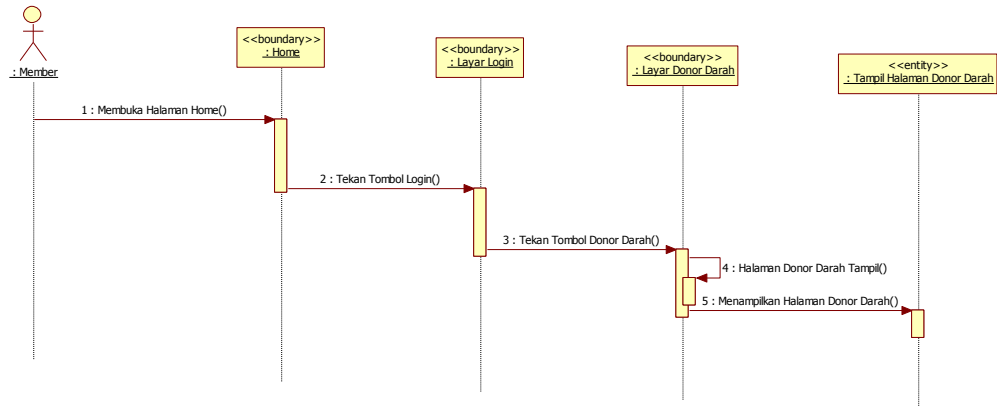 : Member
<<boundary>>
: Home
<<boundary>>
: Layar Login
<<boundary>>
: Layar Donor Darah
<<entity>>
: Tampil Halaman Donor Darah
1 : Membuka Halaman Home()
2 : Tekan Tombol Login()
3 : Tekan Tombol Donor Darah()
4 : Halaman Donor Darah Tampil()
5 : Menampilkan Halaman Donor Darah()